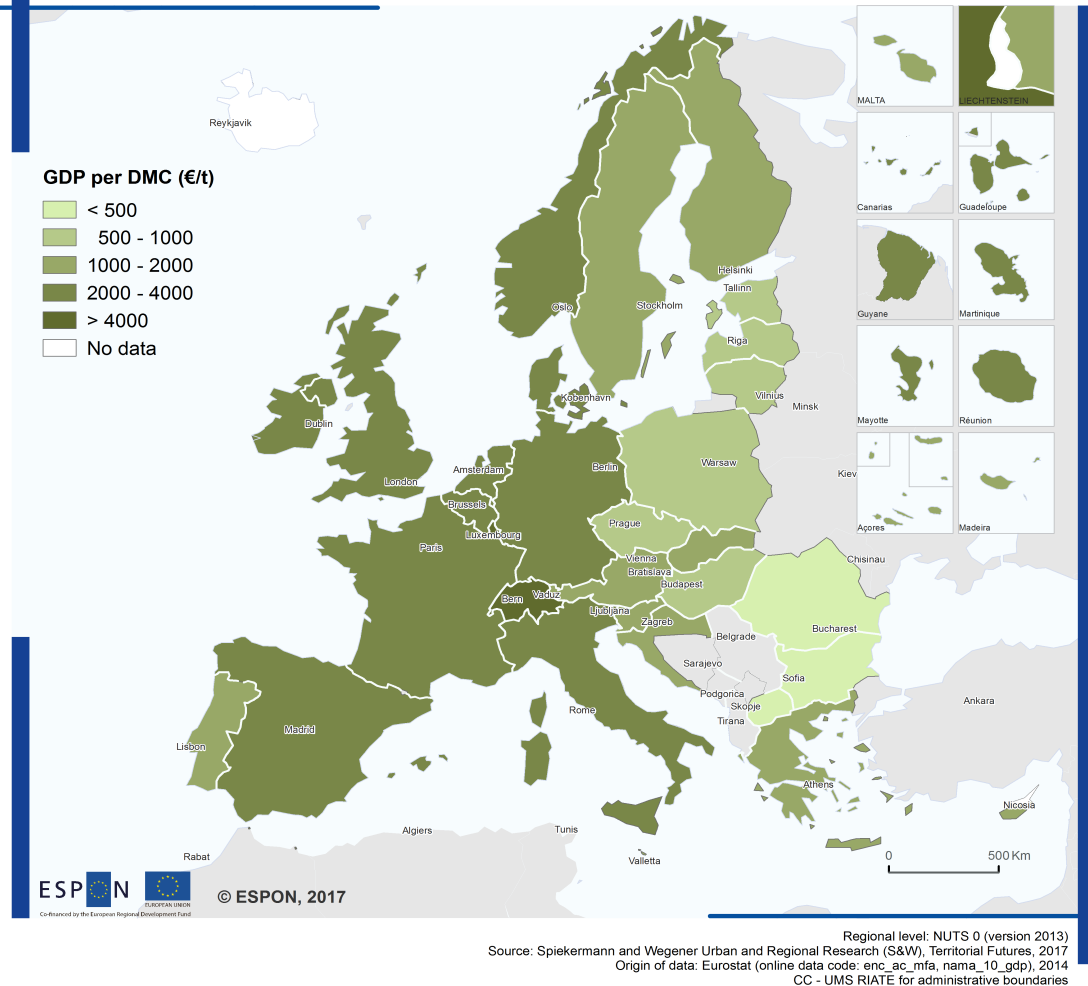 MALTA
LIECHTENSTEIN
Reykjavik
GDP per DMC (€/t)
< 500
500 - 1000
1000 - 2000
2000 - 4000
> 4000
No data
Canarias
Guadeloupe
Helsinki
Tallinn
Oslo
Stockholm
Guyane
Martinique
Riga
København
Vilnius
Minsk
Dublin
Mayotte
Réunion
Amsterdam
Berlin
Warsaw
London
Kiev
Brussels
Prague
Açores
Madeira
Luxembourg
Paris
Vienna
Chisinau
Bratislava
Budapest
Bern
Vaduz
Ljubljana
Zagreb
Bucharest
Belgrade
Sarajevo
Sofia
Podgorica
Skopje
Ankara
Rome
Tirana
Madrid
Lisbon
Athens
Nicosia
Algiers
Tunis
Rabat
Valletta
0 500 Km
ESPON
EUROPEAN UNION
© ESPON, 2017
Co-financed by the European Regional Development Fund
Regional level: NUTS 0 (version 2013)
Source: Spiekermann and Wegener Urban and Regional Research (S&W), Territorial Futures, 2017
Origin of data: Eurostat (online data code: enc_ac_mfa, nama_10_gdp), 2014
CC - UMS RIATE for administrative boundaries